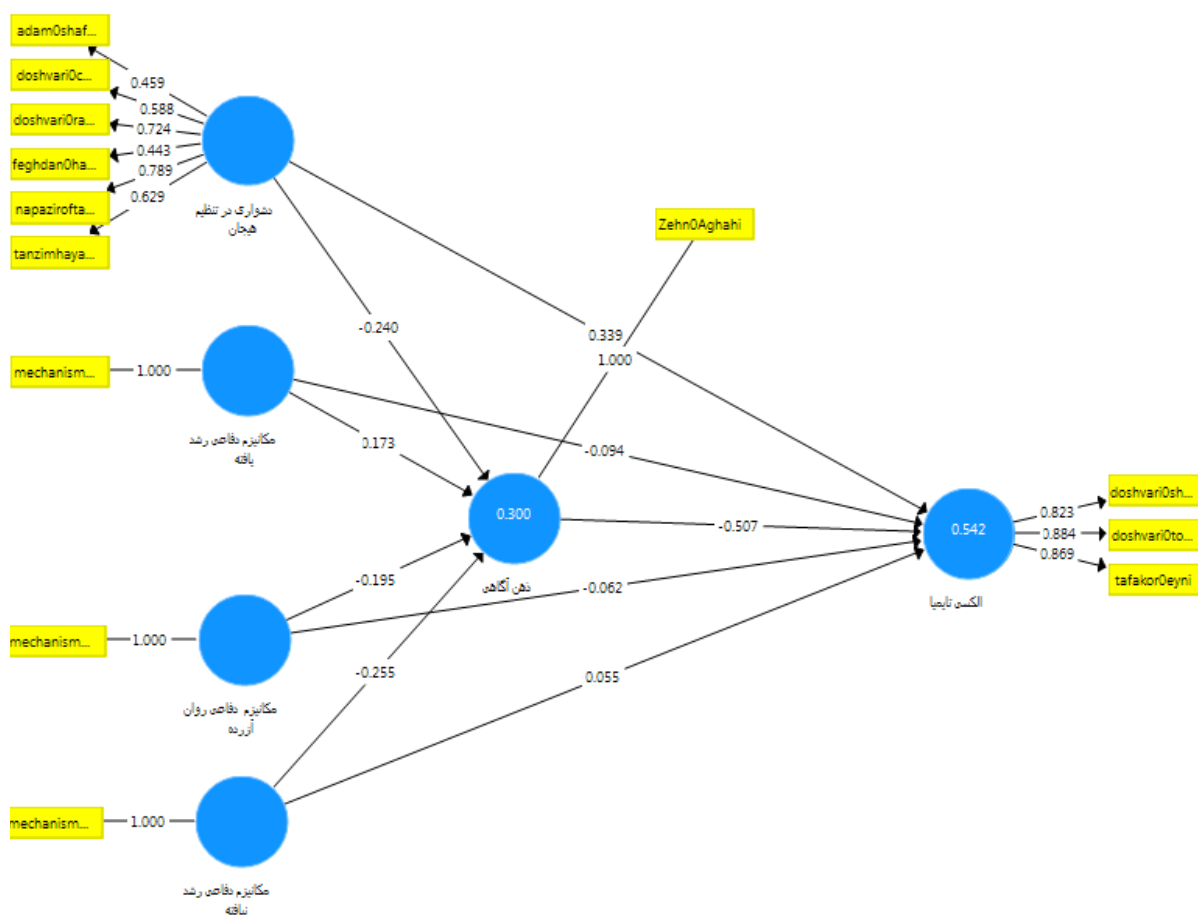 adam0shaf...
0.459
doshvari0c...
0.588
doshvari0ra...
0.724
feghdan0ha...
0.443
napazirofta...
0.789
tanzimhaya...
0.629
دشواری در تنظیم
هیجان
Zehn0Aghahi
-0.240
0.339
1.000
mechanism...
1.000
مکانیزم دفاعی رشد
یافته
0.173
-0.094
0.300
ذهن آگاهی
-0.507
0.542
الکسی تایمیا
doshvari0sh...
0.823
doshvari0to...
0.884
tafakor0eyni
0.869
-0.195
-0.062
mechanism...
1.000
مکانیزم دفاعی روان
آزرده
-0.255
0.055
mechanism...
1.000
مکانیزم دفاعی رشد
نیافته